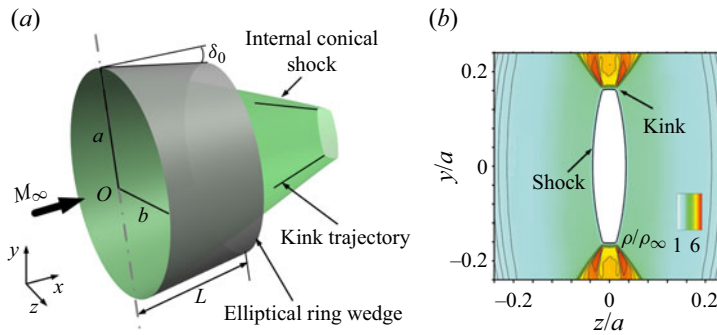 (a)
δ₀
Internal conical
shock
a
O
b
M∞
Kink trajectory
y
x
z
L
Elliptical ring wedge
(b)
0.2
Kink
y/a
0
Shock
ρ/ρ∞
1 6
−0.2
−0.2 0 0.2
z/a